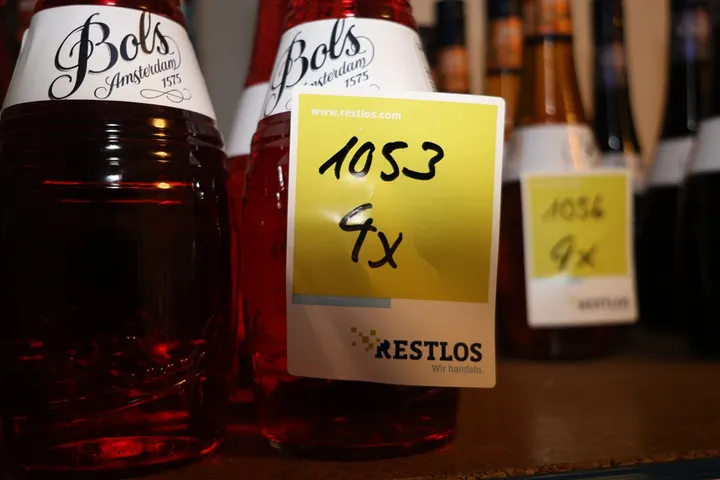 Bols
Amsterdam
1575
Bols
Amsterdam
1575
www.restlos.com
1053
4x
RESTLOS
Wir handeln.
1056
9x
RESTLOS